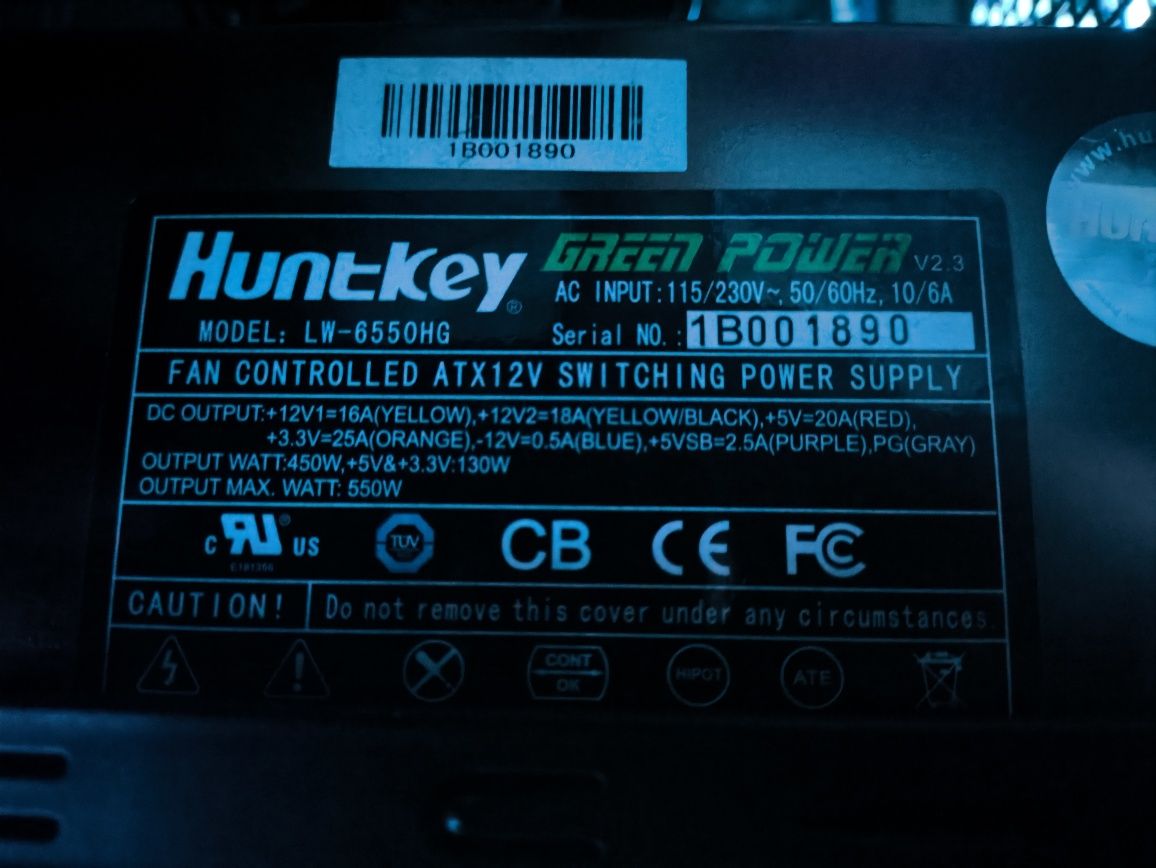 1B001890
www.hu
Hun
Huntkey® GREEN POWER V2.3
AC INPUT:115/230V~, 50/60Hz, 10/6A
MODEL: LW-6550HG Serial NO.: 1B001890
FAN CONTROLLED ATX12V SWITCHING POWER SUPPLY
DC OUTPUT:+12V1=16A(YELLOW),+12V2=18A(YELLOW/BLACK),+5V=20A(RED),
+3.3V=25A(ORANGE),-12V=0.5A(BLUE),+5VSB=2.5A(PURPLE),PG(GRAY)
OUTPUT WATT:450W,+5V&+3.3V:130W
OUTPUT MAX. WATT: 550W
c RU® US TUV CB CE FC
CAUTION! Do not remove this cover under any circumstances.
CONT OK HIPOT ATE